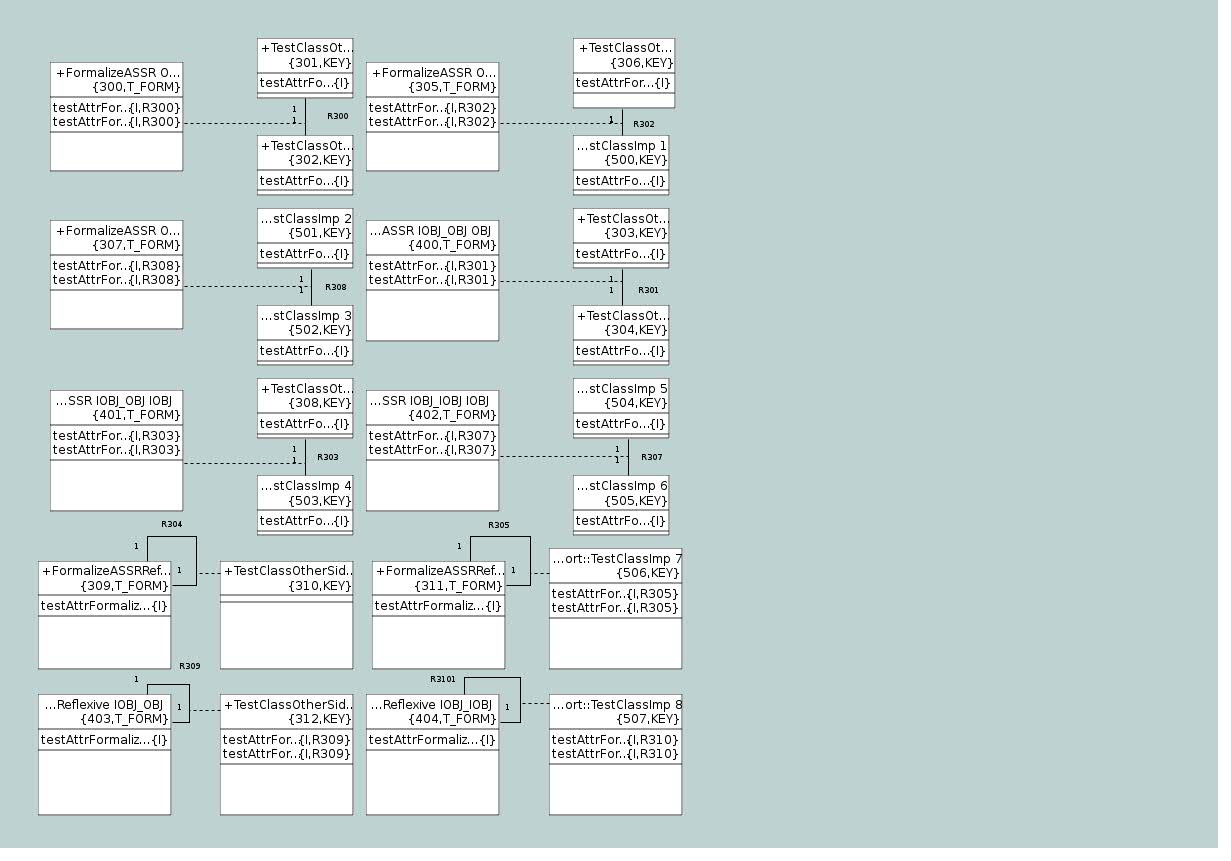 +FormalizeASSR O...
{300,T_FORM}
testAttrFor...{I,R300}
testAttrFor...{I,R300}
+TestClassOt...
{301,KEY}
testAttrFo...{I}
1
1
R300
+TestClassOt...
{302,KEY}
testAttrFo...{I}
+FormalizeASSR O...
{305,T_FORM}
testAttrFor...{I,R302}
testAttrFor...{I,R302}
+TestClassOt...
{306,KEY}
testAttrFor...{I}
1
R302
...stClassImp 1
{500,KEY}
testAttrFo...{I}
+FormalizeASSR O...
{307,T_FORM}
testAttrFor...{I,R308}
testAttrFor...{I,R308}
...stClassImp 2
{501,KEY}
testAttrFo...{I}
1
1
R308
...stClassImp 3
{502,KEY}
testAttrFo...{I}
...ASSR IOBJ_OBJ OBJ
{400,T_FORM}
testAttrFor...{I,R301}
testAttrFor...{I,R301}
+TestClassOt...
{303,KEY}
testAttrFo...{I}
1
1
R301
+TestClassOt...
{304,KEY}
testAttrFo...{I}
...SSR IOBJ_OBJ IOBJ
{401,T_FORM}
testAttrFor...{I,R303}
testAttrFor...{I,R303}
+TestClassOt...
{308,KEY}
testAttrFo...{I}
1
1
R303
...stClassImp 4
{503,KEY}
testAttrFo...{I}
...SSR IOBJ_IOBJ IOBJ
{402,T_FORM}
testAttrFor...{I,R307}
testAttrFor...{I,R307}
...stClassImp 5
{504,KEY}
testAttrFo...{I}
1
1
R307
...stClassImp 6
{505,KEY}
testAttrFo...{I}
R304
1
1
+FormalizeASSRRef...
{309,T_FORM}
testAttrFormaliz...{I}
+TestClassOtherSid...
{310,KEY}
R305
1
1
+FormalizeASSRRef...
{311,T_FORM}
testAttrFormaliz...{I}
...ort::TestClassImp 7
{506,KEY}
testAttrFor...{I,R305}
testAttrFor...{I,R305}
R309
1
1
...Reflexive IOBJ_OBJ
{403,T_FORM}
testAttrFormaliz...{I}
+TestClassOtherSid...
{312,KEY}
testAttrFor...{I,R309}
testAttrFor...{I,R309}
R3101
1
...Reflexive IOBJ_IOBJ
{404,T_FORM}
testAttrFormaliz...{I}
...ort::TestClassImp 8
{507,KEY}
testAttrFor...{I,R310}
testAttrFor...{I,R310}